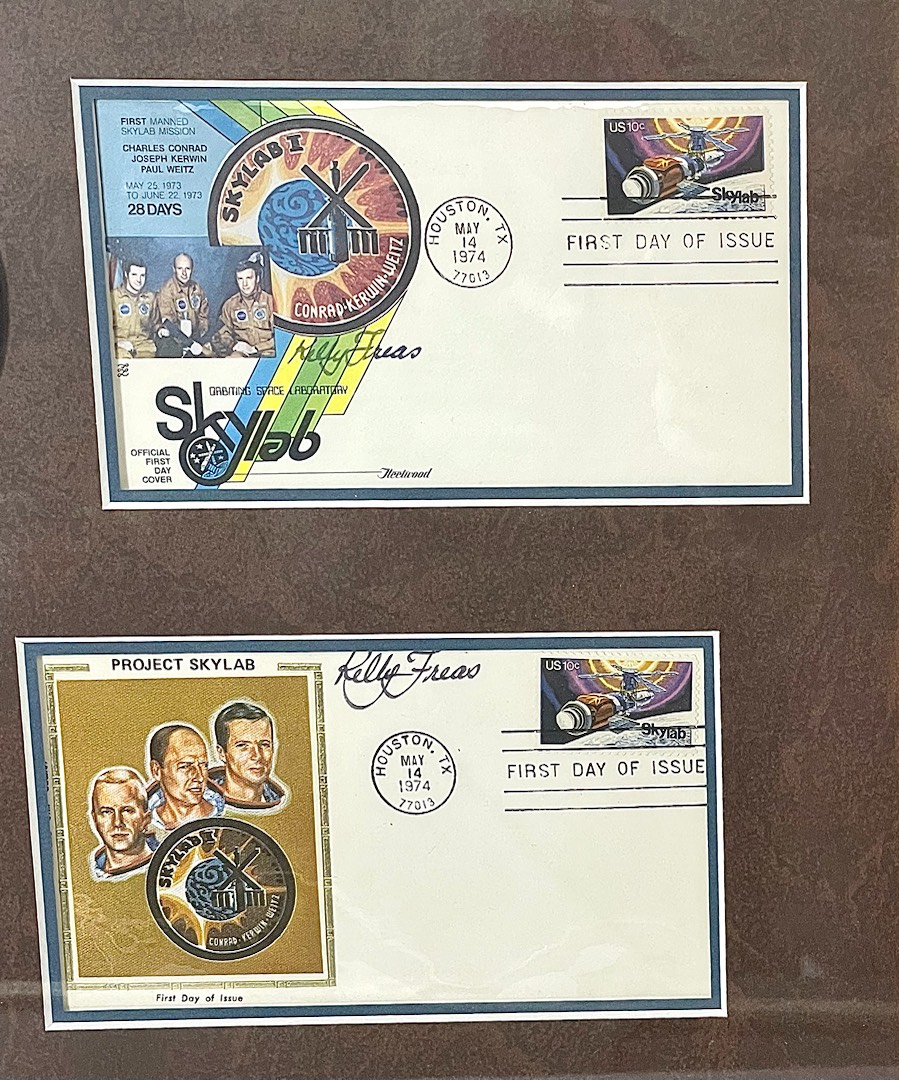 FIRST MANNED
SKYLAB MISSION
CHARLES CONRAD
JOSEPH KERWIN
PAUL WEITZ
MAY 25, 1973
TO JUNE 22, 1973
28 DAYS
SKYLAB I
CONRAD·KERWIN·WEITZ
HOUSTON, TX
MAY
14
1974
77013
US 10c
Skylab
FIRST DAY OF ISSUE
Kelly Freas
ORBITING SPACE LABORATORY
Skylab
OFFICIAL
FIRST
DAY
COVER
Fleetwood
PROJECT SKYLAB
Kelly Freas
SKYLAB I
CONRAD·KERWIN·WEITZ
First Day of Issue
HOUSTON, TX
MAY
14
1974
77013
US 10c
Skylab
FIRST DAY OF ISSUE